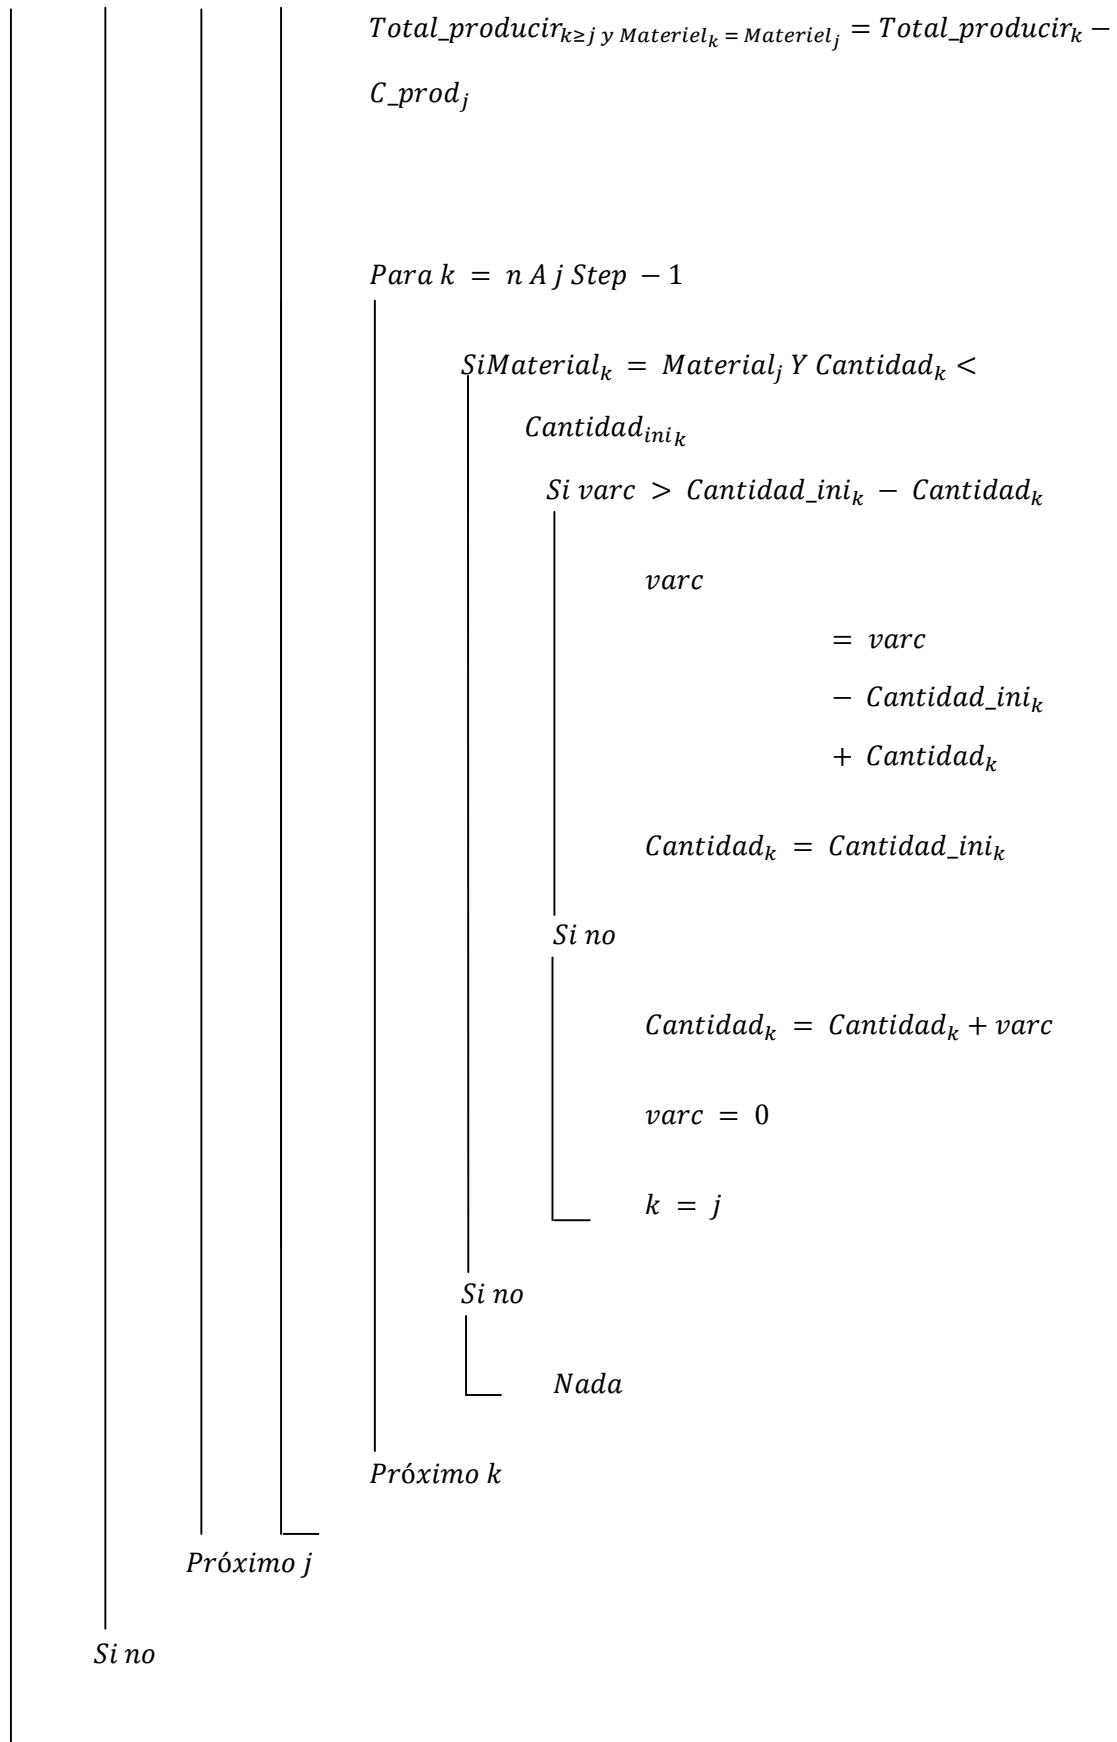 Total_producir_{k≥j y Materiel_k = Materiel_j} = Total_producir_k −
C_prod_j
Para k = n A j Step − 1
SiMaterial_k = Material_j Y Cantidad_k <
Cantidad_{ini_k}
Si varc > Cantidad_ini_k − Cantidad_k
varc
= varc
− Cantidad_ini_k
+ Cantidad_k
Cantidad_k = Cantidad_ini_k
Si no
Cantidad_k = Cantidad_k + varc
varc = 0
k = j
Si no
Nada
Próximo k
Próximo j
Si no